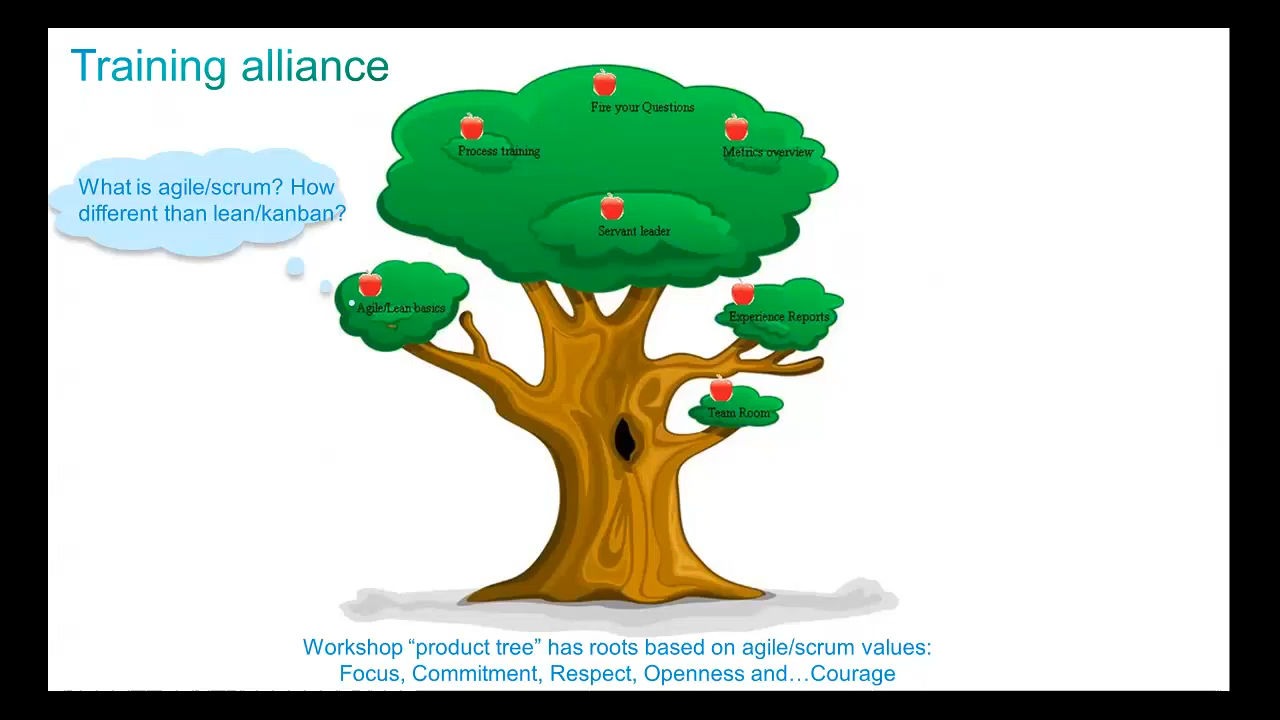 Training alliance
Fire your Questions
Process training
Metrics overview
What is agile/scrum? How
different than lean/kanban?
Servant leader
Agile/Lean basics
Experience Reports
Team Room
Workshop “product tree” has roots based on agile/scrum values:
Focus, Commitment, Respect, Openness and…Courage